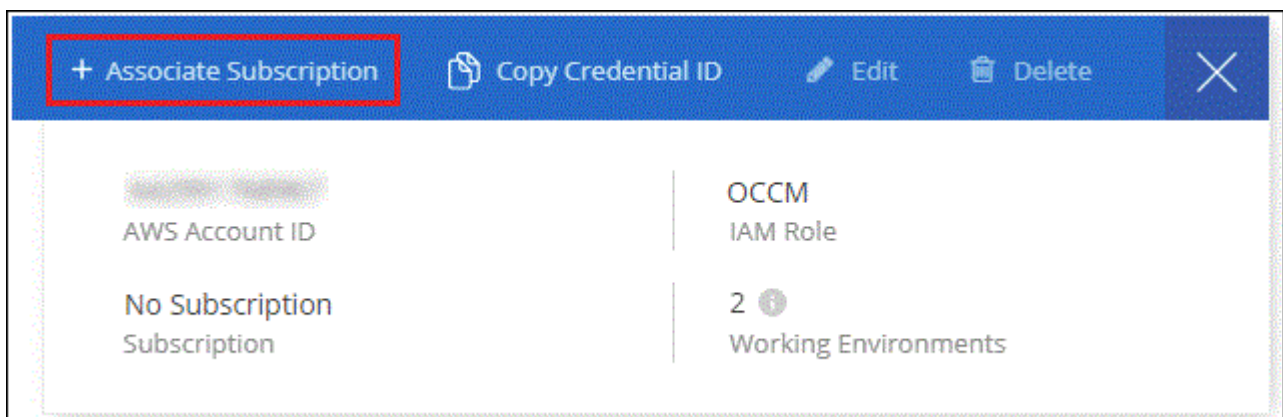 + Associate Subscription Copy Credential ID Edit Delete
OCCM
AWS Account ID IAM Role
No Subscription 2
Subscription Working Environments